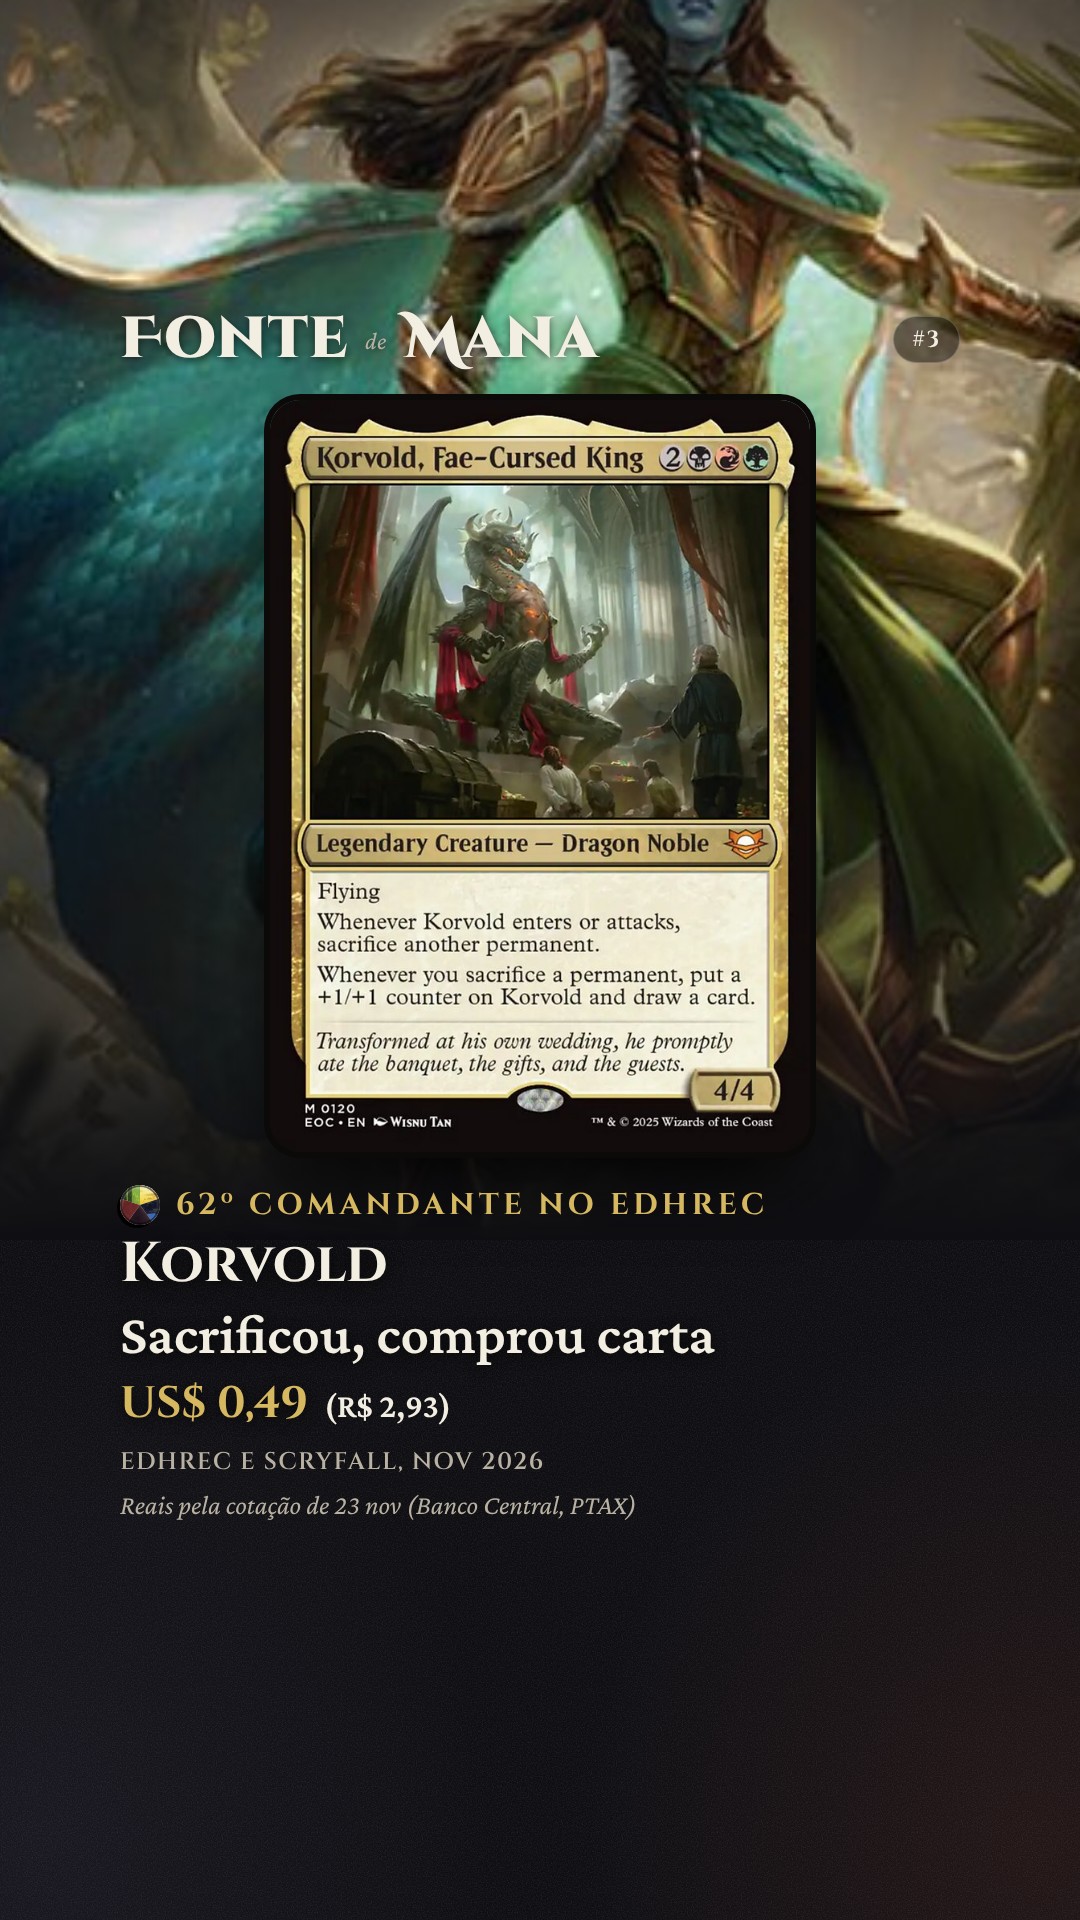 FONTE de MANA
#3
Korvold, Fae-Cursed King 2
Legendary Creature — Dragon Noble
Flying
Whenever Korvold enters or attacks,
sacrifice another permanent.
Whenever you sacrifice a permanent, put a
+1/+1 counter on Korvold and draw a card.
Transformed at his own wedding, he promptly
ate the banquet, the gifts, and the guests.
4/4
M 0120
EOC • EN Wisnu Tan
™ & © 2025 Wizards of the Coast
62º COMANDANTE NO EDHREC
KORVOLD
Sacrificou, comprou carta
US$ 0,49 (R$ 2,93)
EDHREC E SCRYFALL, NOV 2026
Reais pela cotação de 23 nov (Banco Central, PTAX)